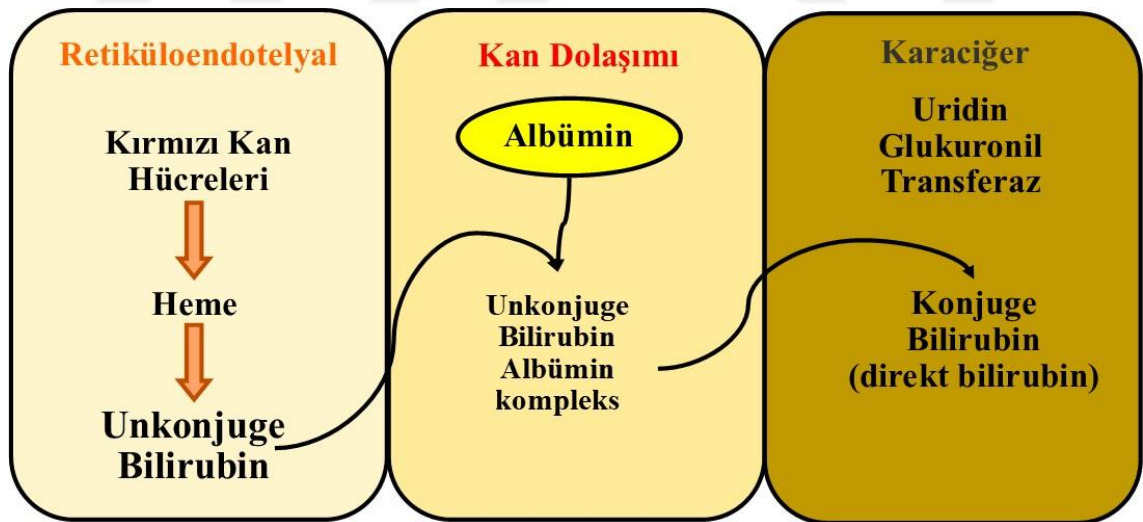 Retiküloendotelyal
Kırmızı Kan
Hücreleri
Heme
Unkonjuge
Bilirubin
Kan Dolaşımı
Albümin
Unkonjuge
Bilirubin
Albümin
kompleks
Karaciğer
Uridin
Glukuronil
Transferaz
Konjuge
Bilirubin
(direkt bilirubin)